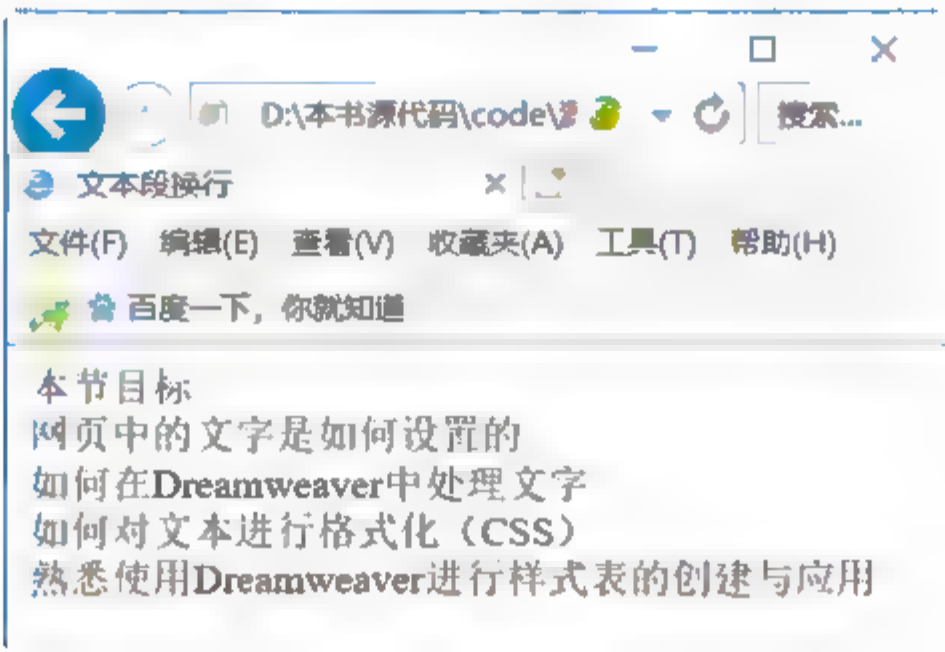 D:\本书源代码\code\
搜索...
文本段换行
文件(F) 编辑(E) 查看(V) 收藏夹(A) 工具(T) 帮助(H)
百度一下，你就知道
本节目标
网页中的文字是如何设置的
如何在Dreamweaver中处理文字
如何对文本进行格式化（CSS）
熟悉使用Dreamweaver进行样式表的创建与应用